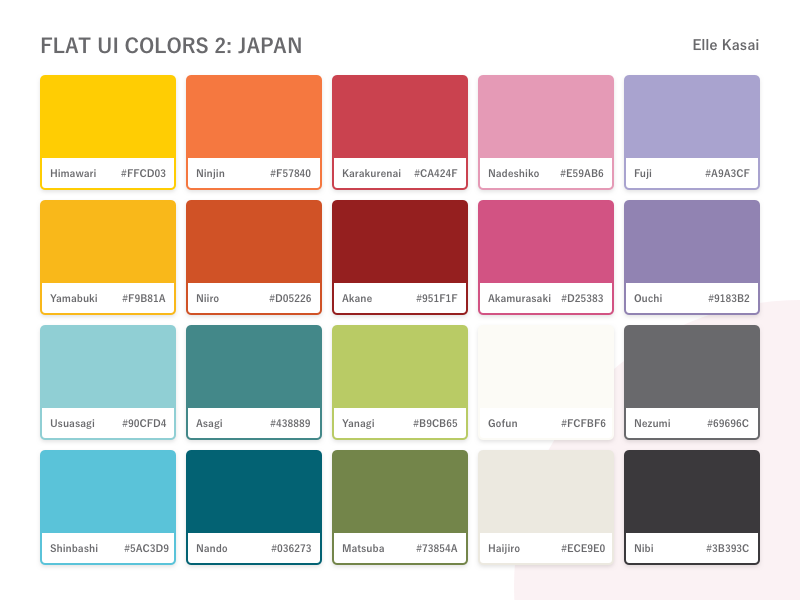 FLAT UI COLORS 2: JAPAN
Elle Kasai
Himawari #FFCD03
Ninjin #F57840
Karakurenai #CA424F
Nadeshiko #E59AB6
Fuji #A9A3CF
Yamabuki #F9B81A
Niiro #D05226
Akane #951F1F
Akamurasaki #D25383
Ouchi #9183B2
Usuasagi #90CFD4
Asagi #438889
Yanagi #B9CB65
Gofun #FCFBF6
Nezumi #69696C
Shinbashi #5AC3D9
Nando #036273
Matsuba #73854A
Haijiro #ECE9E0
Nibi #3B393C